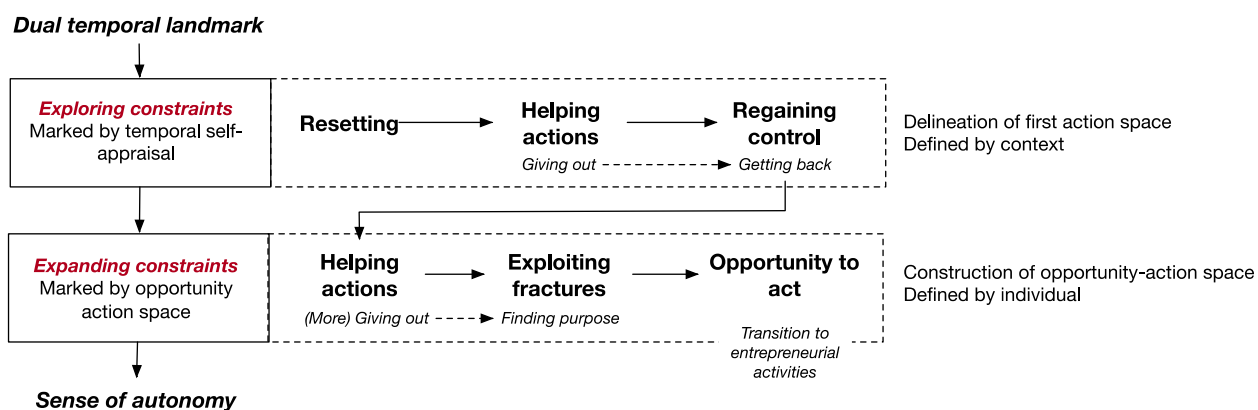 Dual temporal landmark
Exploring constraints
Marked by temporal self-
appraisal
Resetting
Helping
actions
Giving out
Regaining
control
Getting back
Delineation of first action space
Defined by context
Expanding constraints
Marked by opportunity
action space
Helping
actions
(More) Giving out
Exploiting
fractures
Finding purpose
Opportunity to
act
Transition to
entrepreneurial
activities
Construction of opportunity-action space
Defined by individual
Sense of autonomy